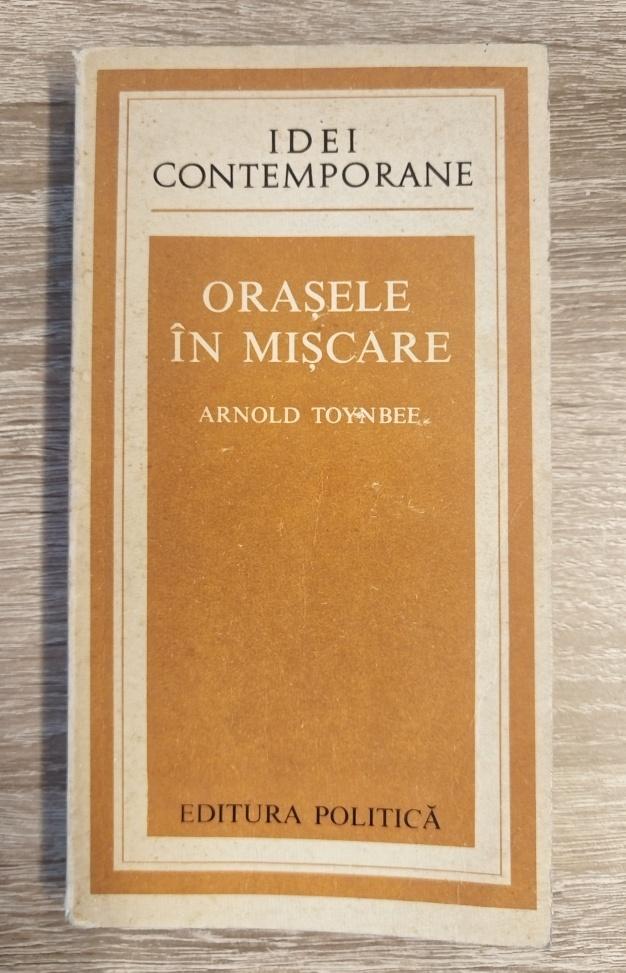 IDEI
CONTEMPORANE
ORAȘELE
ÎN MIȘCARE
ARNOLD TOYNBEE
EDITURA POLITICĂ